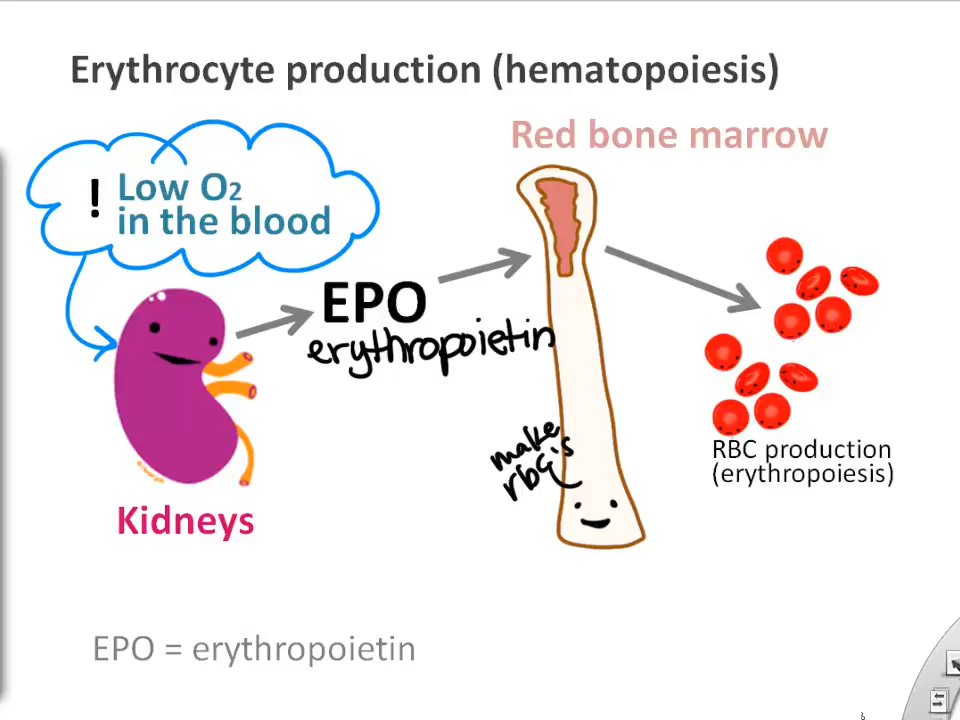 Erythrocyte production (hematopoiesis)
Red bone marrow
! Low O2
in the blood
EPO
erythropoietin
make
rbc's
RBC production
(erythropoiesis)
Kidneys
EPO = erythropoietin